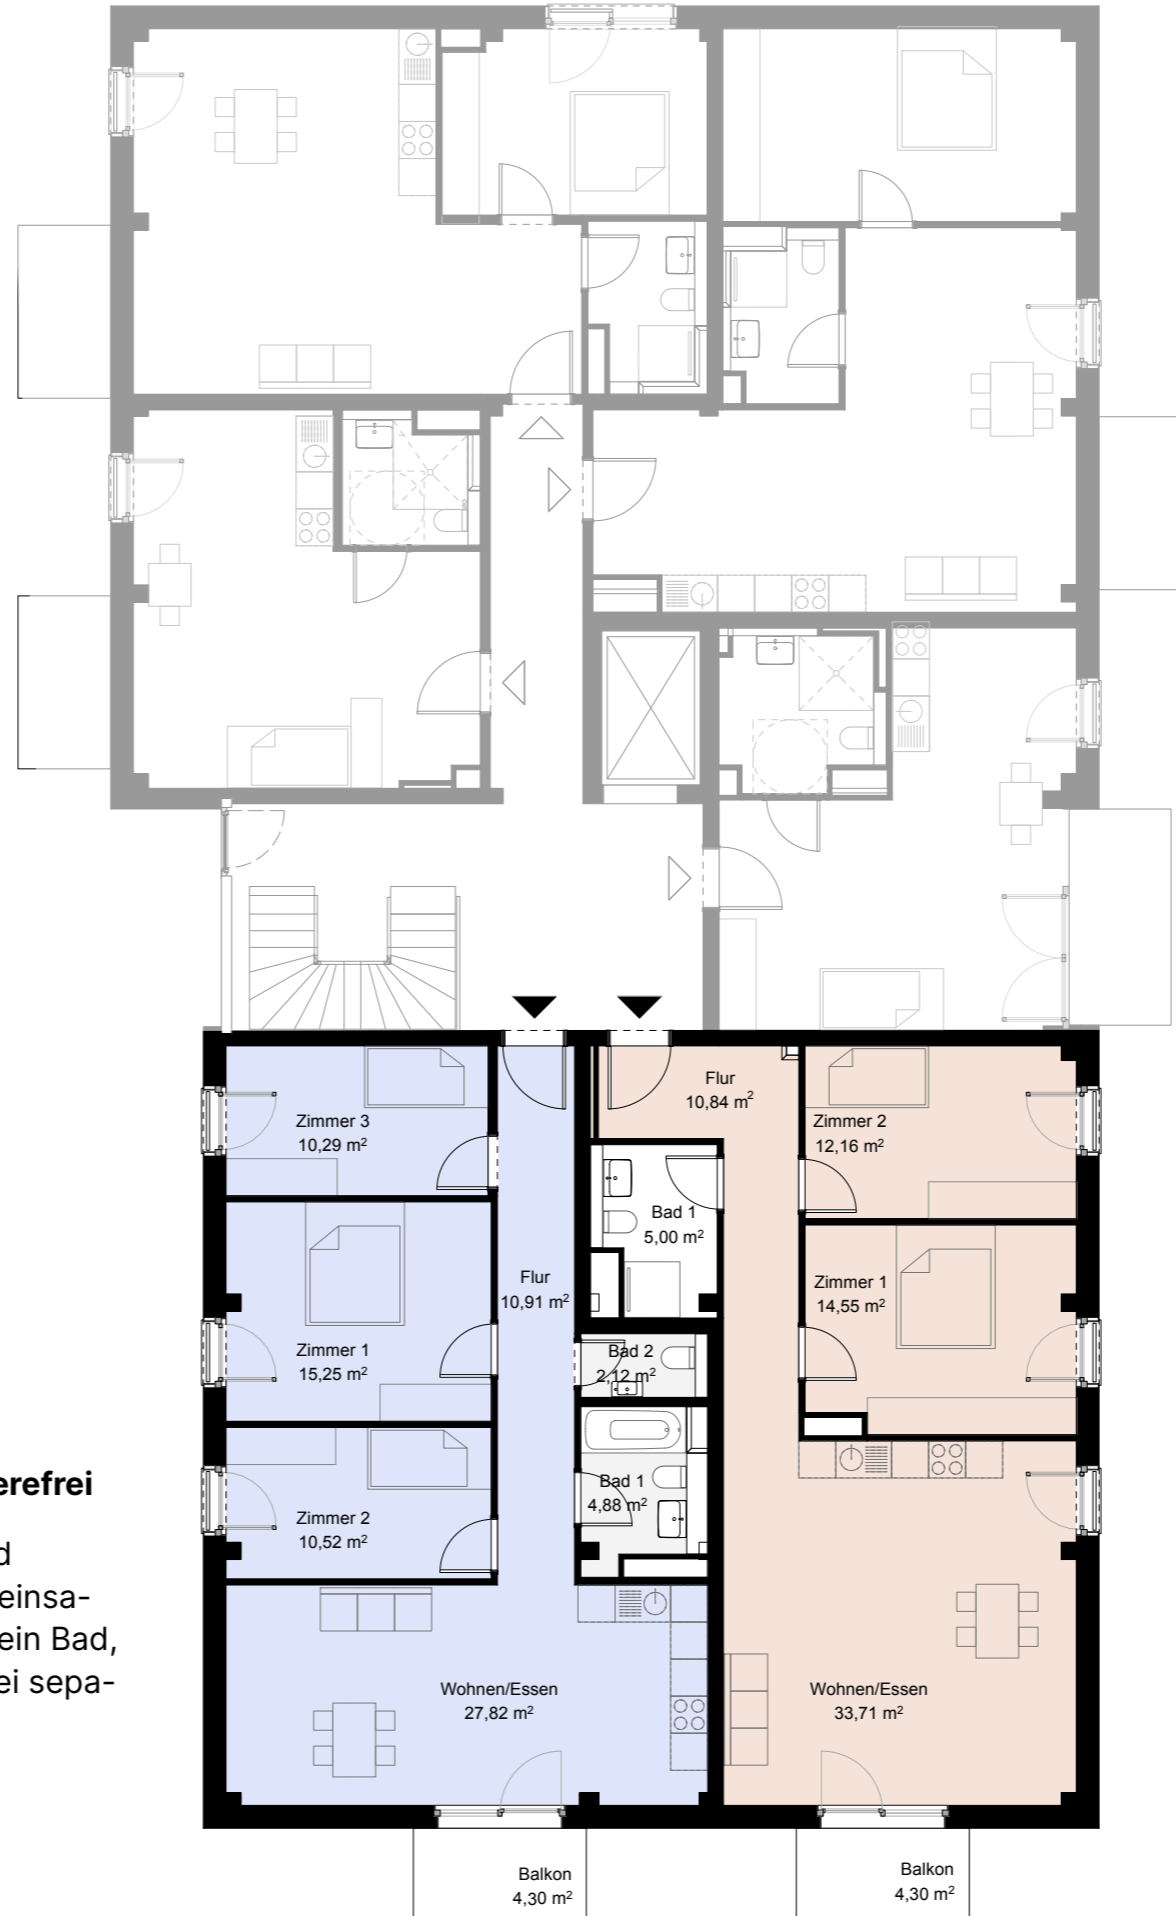 Flur
10,84 m²
Zimmer 3
10,29 m²
Zimmer 2
12,16 m²
Bad 1
5,00 m²
Flur
10,91 m²
Zimmer 1
14,55 m²
Zimmer 1
15,25 m²
Bad 2
2,12 m²
Bad 1
4,88 m²
Zimmer 2
10,52 m²
erefrei
d
einsa-
ein Bad,
ei sepa-
Wohnen/Essen
27,82 m²
Wohnen/Essen
33,71 m²
Balkon
4,30 m²
Balkon
4,30 m²